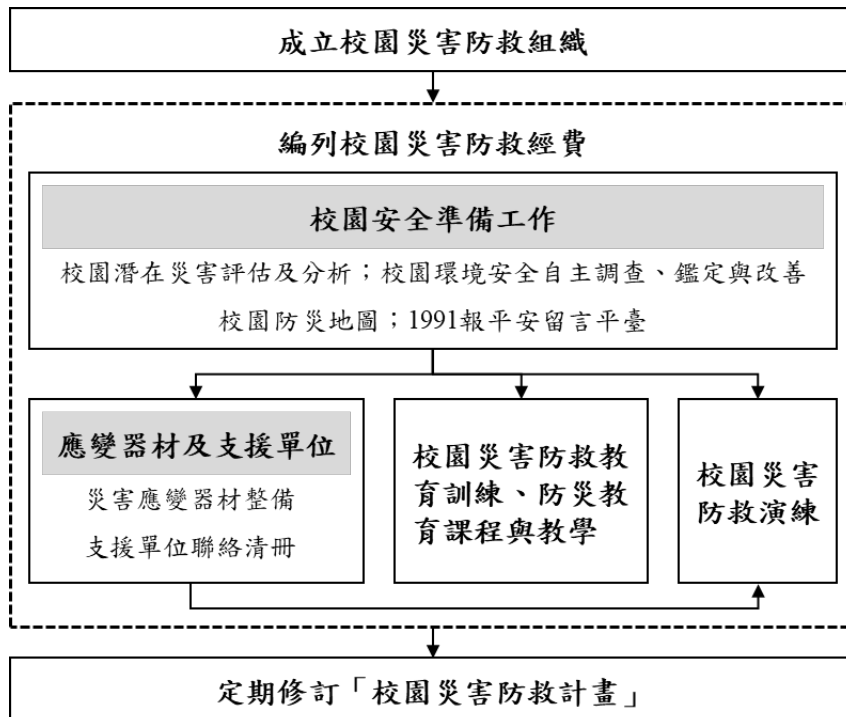 成立校園災害防救組織
編列校園災害防救經費
校園安全準備工作
校園潛在災害評估及分析；校園環境安全自主調查、鑑定與改善
校園防災地圖；1991報平安留言平臺
應變器材及支援單位
災害應變器材整備
支援單位聯絡清冊
校園災害防救教
育訓練、防災教
育課程與教學
校園災害
防救演練
定期修訂「校園災害防救計畫」